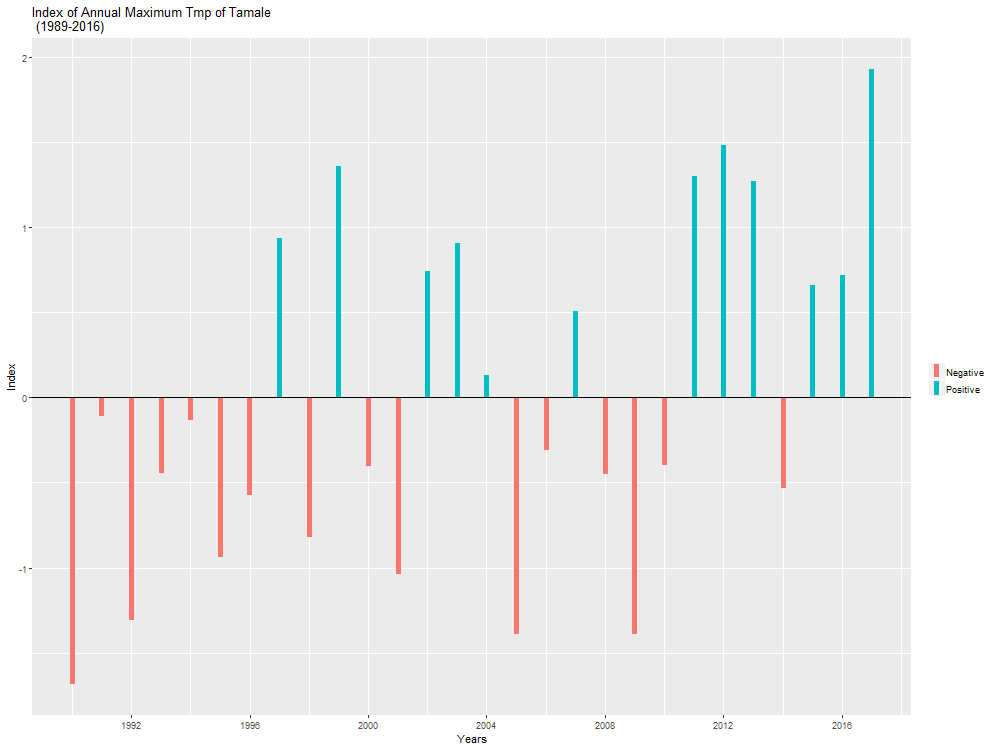 Index of Annual Maximum Tmp of Tamale
(1989-2016)
2
1
0
-1
Index
1992
1996
2000
2004
2008
2012
2016
Years
Negative
Positive